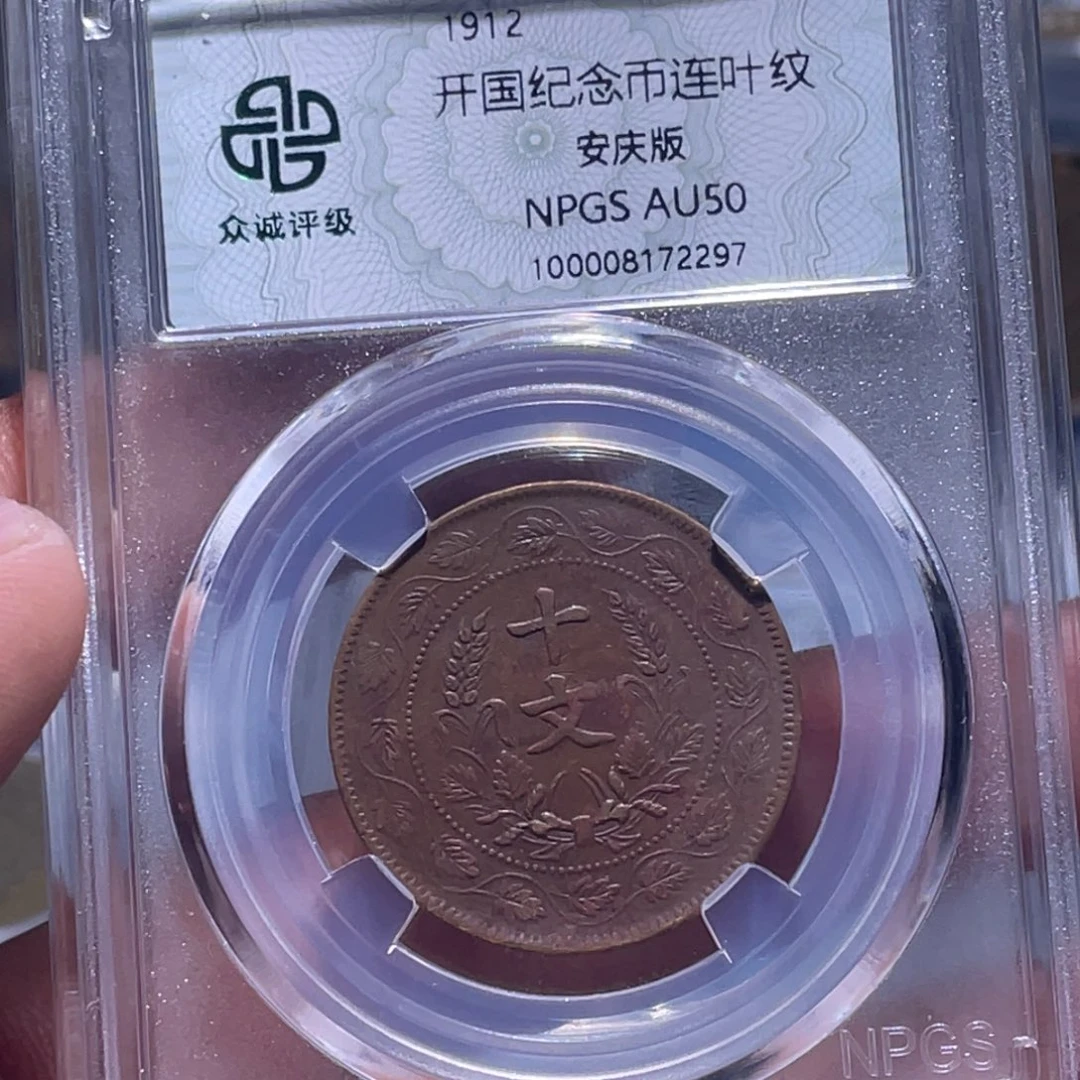 1912
开国纪念币连叶纹
安庆版
NPGS AU50
100008172297
众诚评级
十
文
NPGS